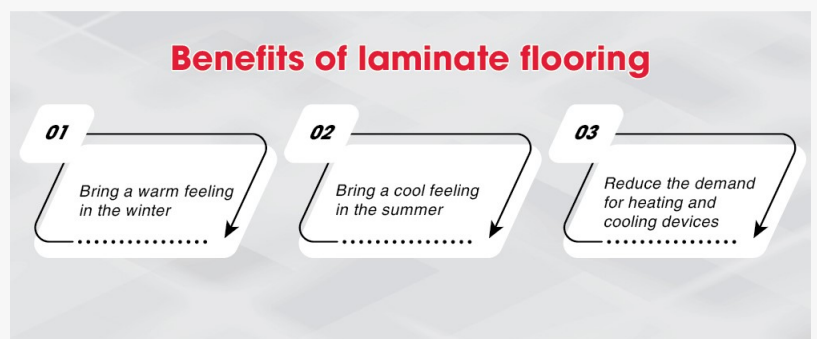 Benefits of laminate flooring
01
Bring a warm feeling
in the winter
02
Bring a cool feeling
in the summer
03
Reduce the demand
for heating and
cooling devices